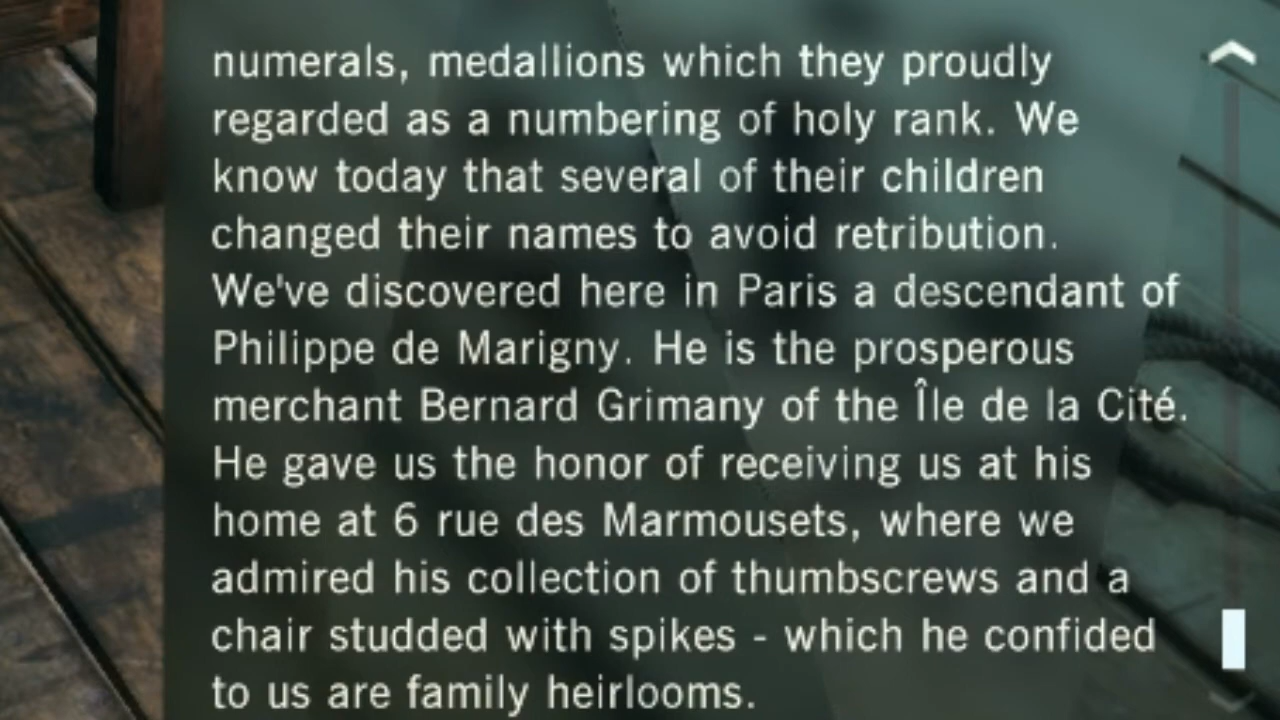 numerals, medallions which they proudly
regarded as a numbering of holy rank. We
know today that several of their children
changed their names to avoid retribution.
We've discovered here in Paris a descendant of
Philippe de Marigny. He is the prosperous
merchant Bernard Grimany of the Île de la Cité.
He gave us the honor of receiving us at his
home at 6 rue des Marmousets, where we
admired his collection of thumbscrews and a
chair studded with spikes - which he confided
to us are family heirlooms.